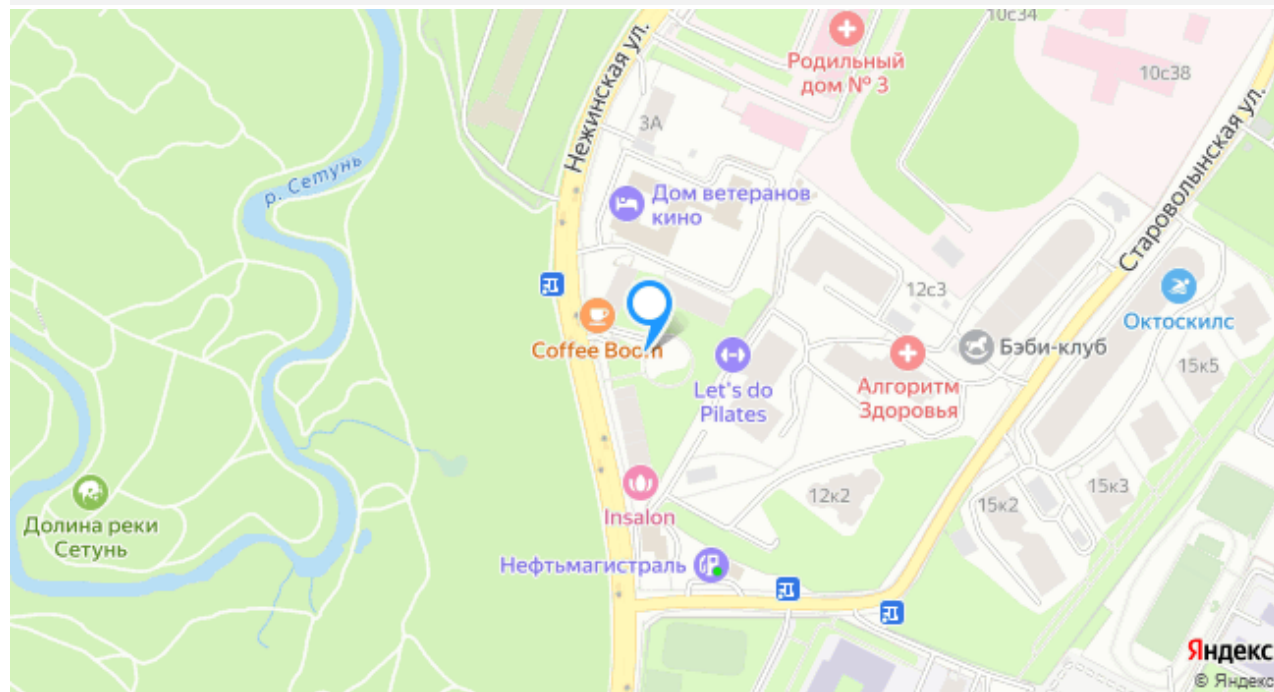 10с34
Родильный
дом № 3
10с38
Нежинская ул.
3А
р. Сетунь
Дом ветеранов
кино
Староволынская ул.
12с3
Октоскилс
Coffee Boom
Бэби-клуб
15к5
Let's do
Pilates
Алгоритм
Здоровья
12к2
15к3
15к2
Insalon
Долина реки
Сетунь
Нефтьмагистраль
Яндекс
© Яндекс